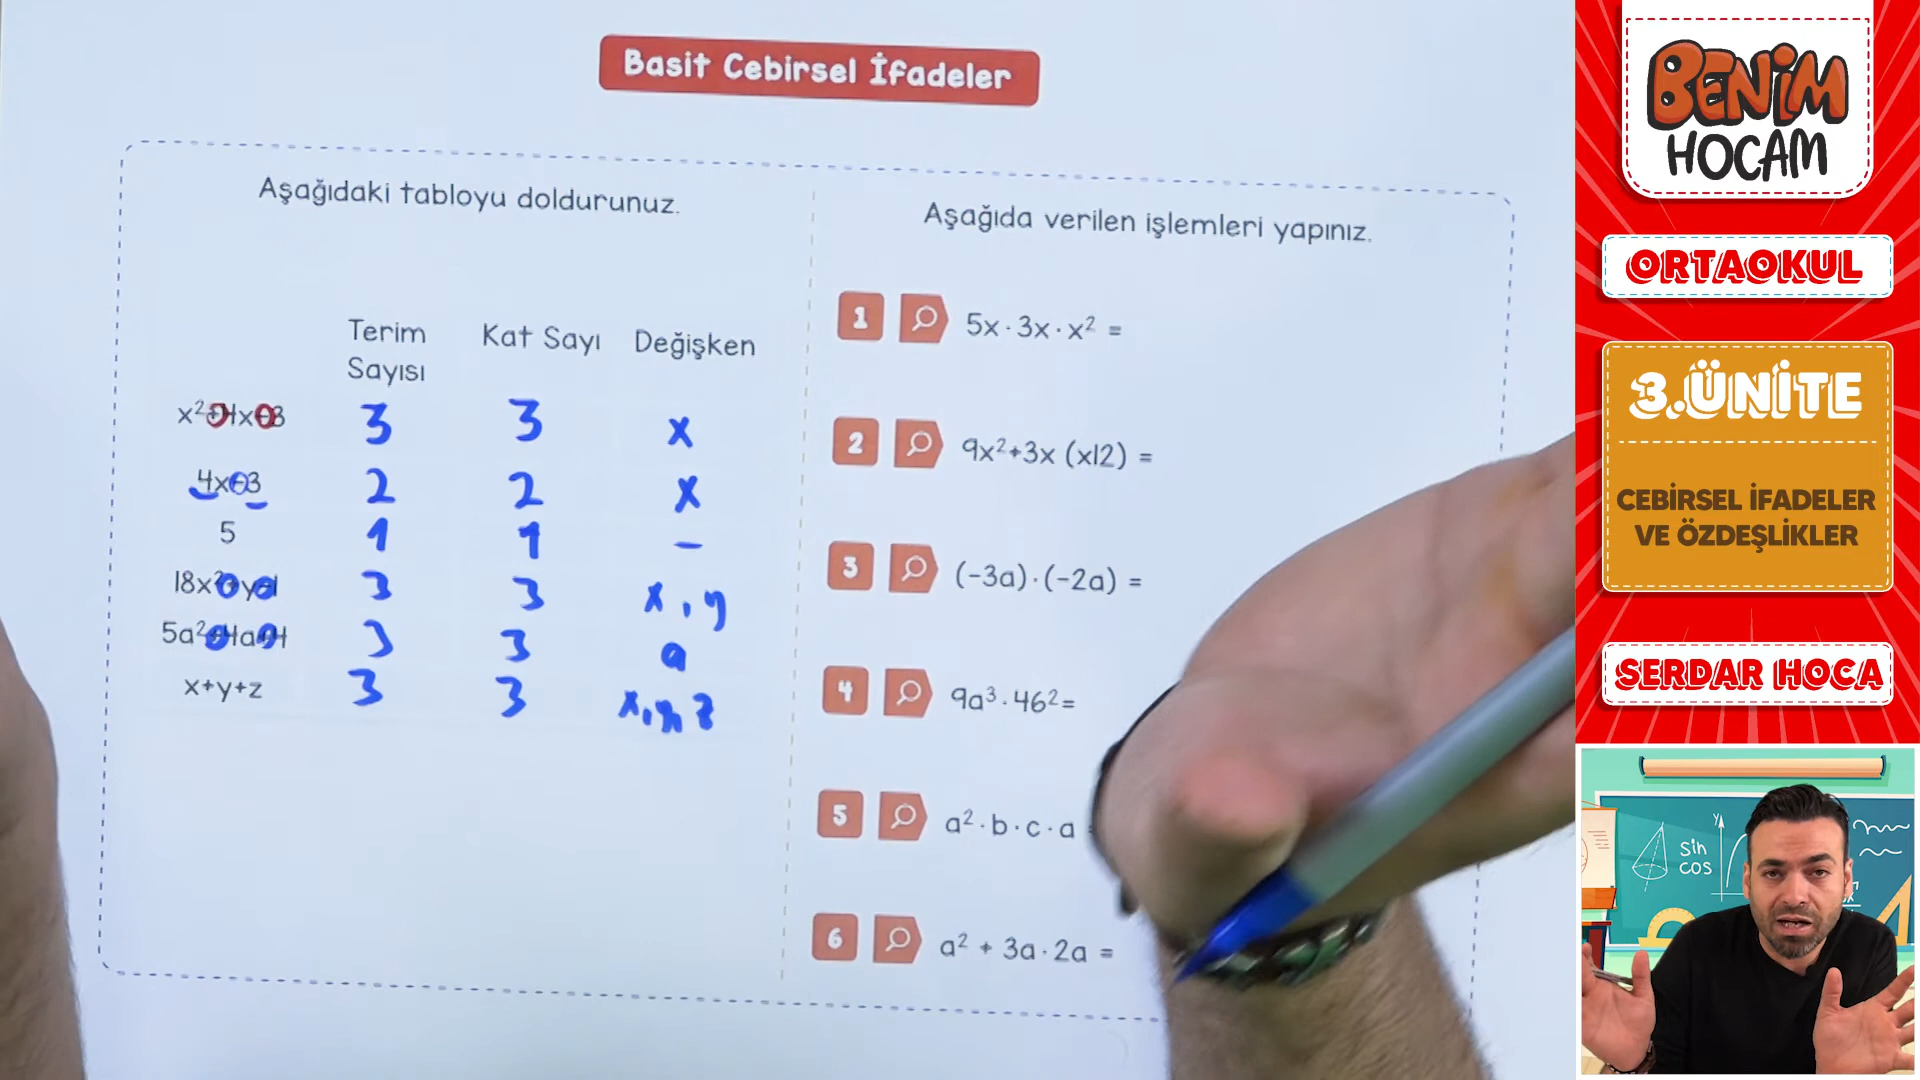 Basit Cebirsel İfadeler
Aşağıdaki tabloyu doldurunuz.
Terim Sayısı
Kat Sayı
Değişken
3 3 x
4x-3 2 2 x
5 1 1 -
3 3 x, y
3 3 a
x+y+z 3 3 x, y, z
Aşağıda verilen işlemleri yapınız.
1 5x · 3x · x² =
2 9x²+3x (x12) =
3 (-3a) · (-2a) =
4 9a³ · 46²=
5 a² · b · c · a
6 a² + 3a · 2a =
BENİM
HOCAM
ORTAOKUL
3.ÜNİTE
CEBİRSEL İFADELER
VE ÖZDEŞLİKLER
SERDAR HOCA
sin
cos
y